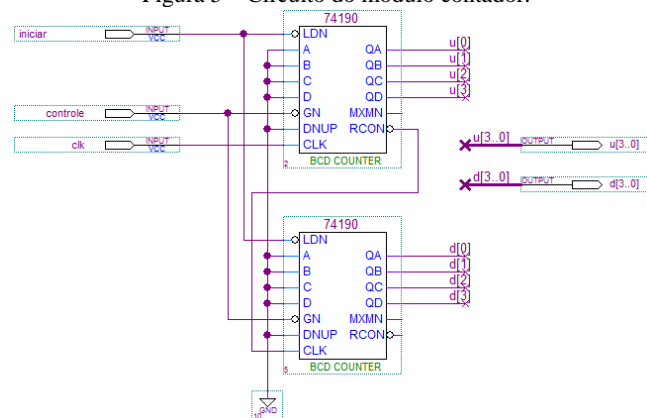 Figura 5 – Circuito do módulo contador.
74190
iniciar INPUT VCC
LDN
A QA u[0]
B QB u[1]
C QC u[2]
D QD u[3]
controle INPUT VCC
GN MXMN
DNUP RCON
clk INPUT VCC
CLK
2 BCD COUNTER
u[3..0] OUTPUT u[3..0]
d[3..0] OUTPUT d[3..0]
74190
LDN
A QA d[0]
B QB d[1]
C QC d[2]
D QD d[3]
GN MXMN
DNUP RCON
CLK
5 BCD COUNTER
10 GND